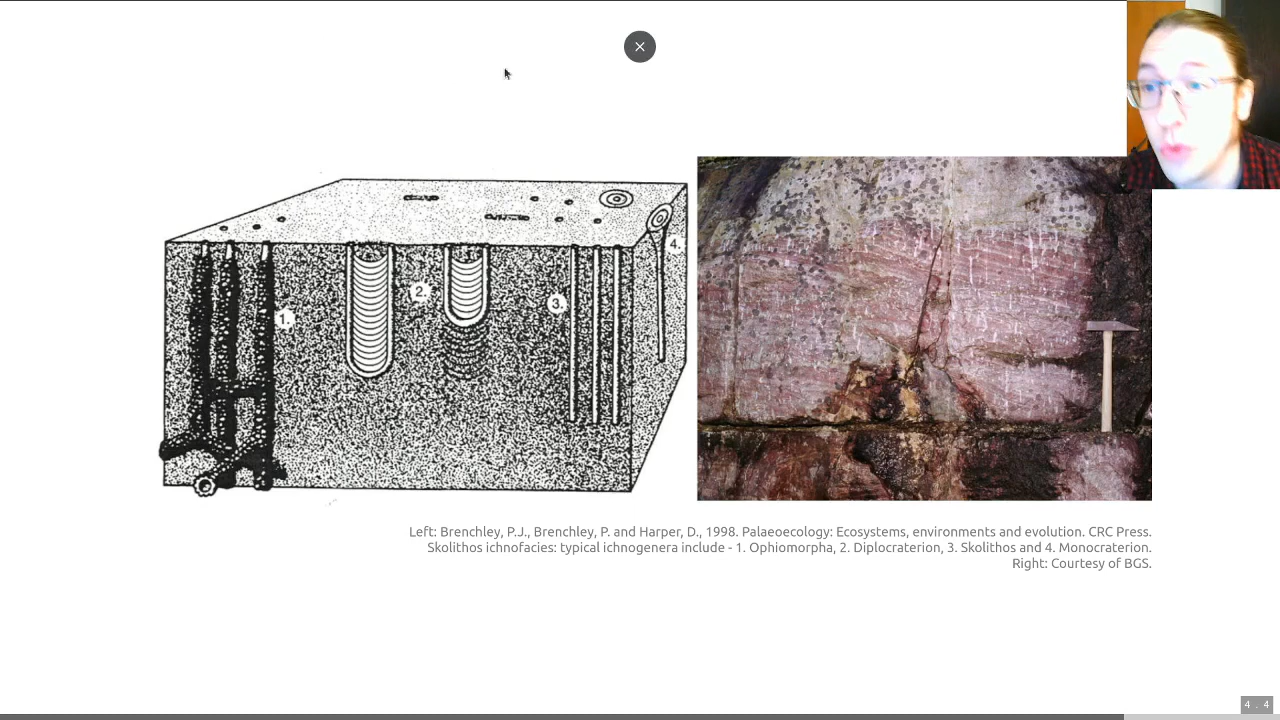 1.
2.
3.
4.
Left: Brenchley, P.J., Brenchley, P. and Harper, D., 1998. Palaeoecology: Ecosystems, environments and evolution. CRC Press.
Skolithos ichnofacies: typical ichnogenera include - 1. Ophiomorpha, 2. Diplocraterion, 3. Skolithos and 4. Monocraterion.
Right: Courtesy of BGS.
4 . 4